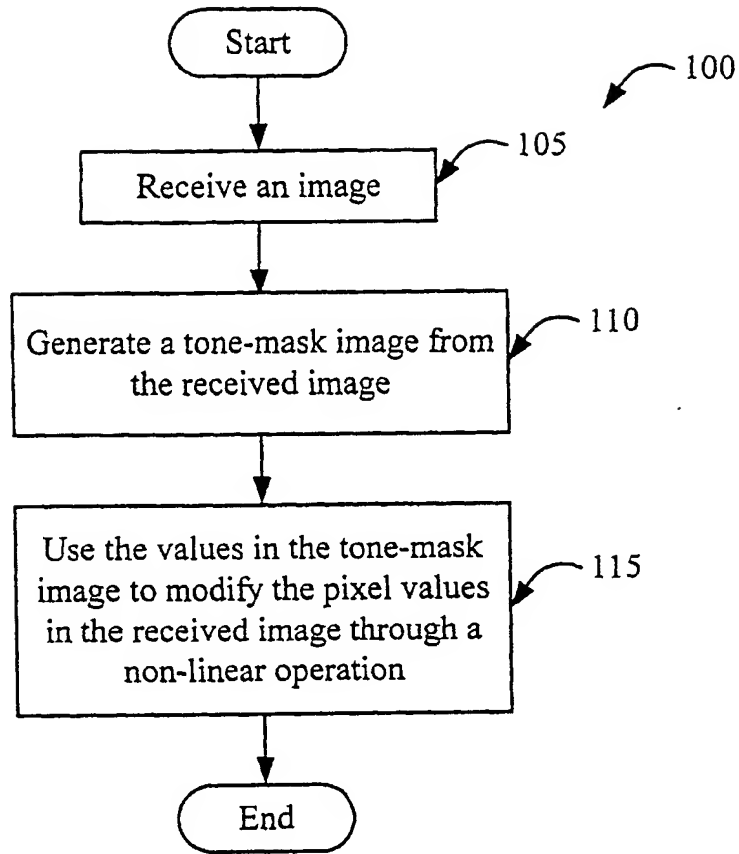 Start
100
105
Receive an image
110
Generate a tone-mask image from
the received image
Use the values in the tone-mask
image to modify the pixel values
in the received image through a
non-linear operation
115
End